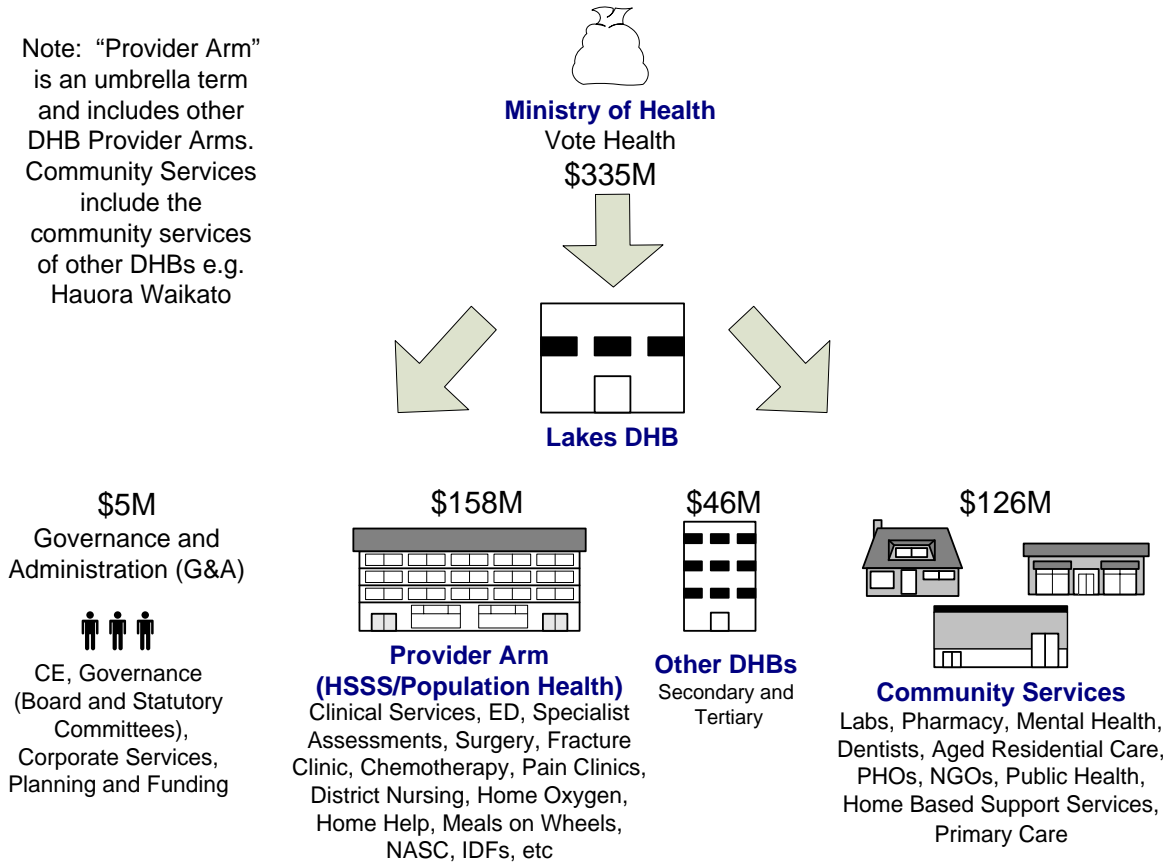 Note: “Provider Arm”
is an umbrella term
and includes other
DHB Provider Arms.
Community Services
include the
community services
of other DHBs e.g.
Hauora Waikato
Ministry of Health
Vote Health
$335M
Lakes DHB
$5M
Governance and
Administration (G&A)
CE, Governance
(Board and Statutory
Committees),
Corporate Services,
Planning and Funding
$158M
Provider Arm
(HSSS/Population Health)
Clinical Services, ED, Specialist
Assessments, Surgery, Fracture
Clinic, Chemotherapy, Pain Clinics,
District Nursing, Home Oxygen,
Home Help, Meals on Wheels,
NASC, IDFs, etc
$46M
Other DHBs
Secondary and
Tertiary
$126M
Community Services
Labs, Pharmacy, Mental Health,
Dentists, Aged Residential Care,
PHOs, NGOs, Public Health,
Home Based Support Services,
Primary Care